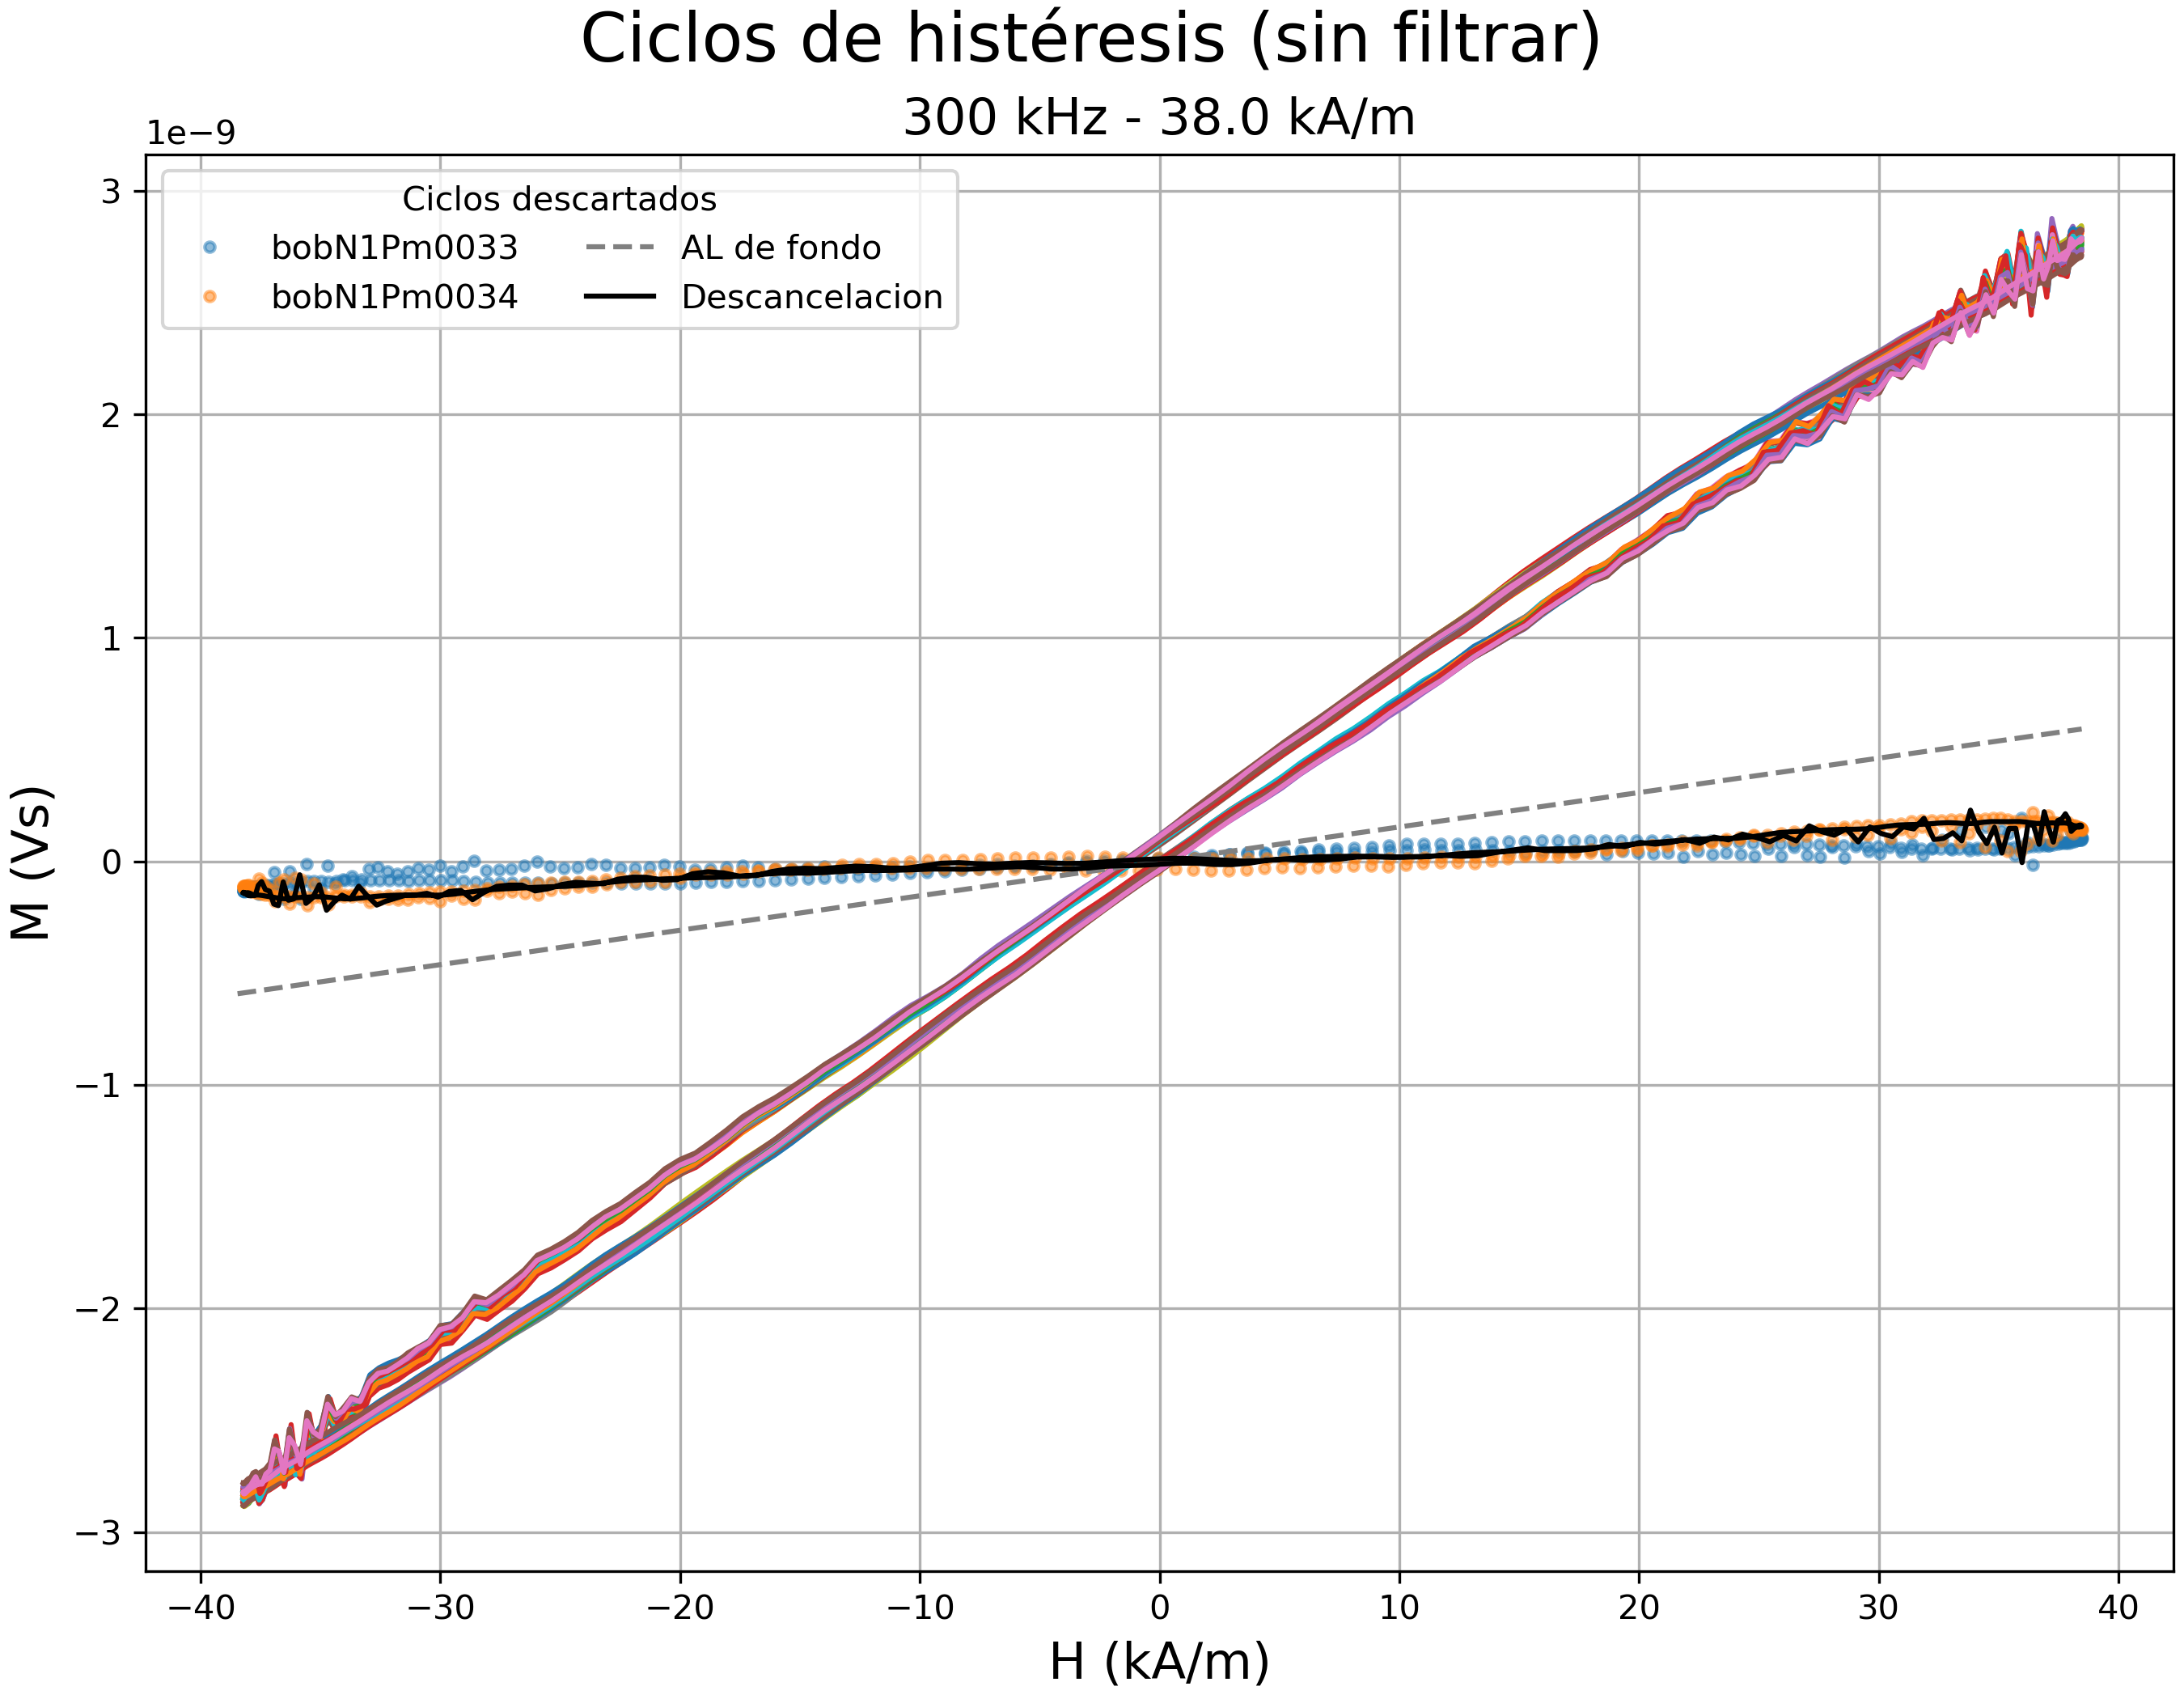 Ciclos de histéresis (sin filtrar)
300 kHz - 38.0 kA/m
1e−9
Ciclos descartados
bobN1Pm0033
bobN1Pm0034
AL de fondo
Descancelacion
M (Vs)
3
2
1
0
−1
−2
−3
−40 −30 −20 −10 0 10 20 30 40
H (kA/m)